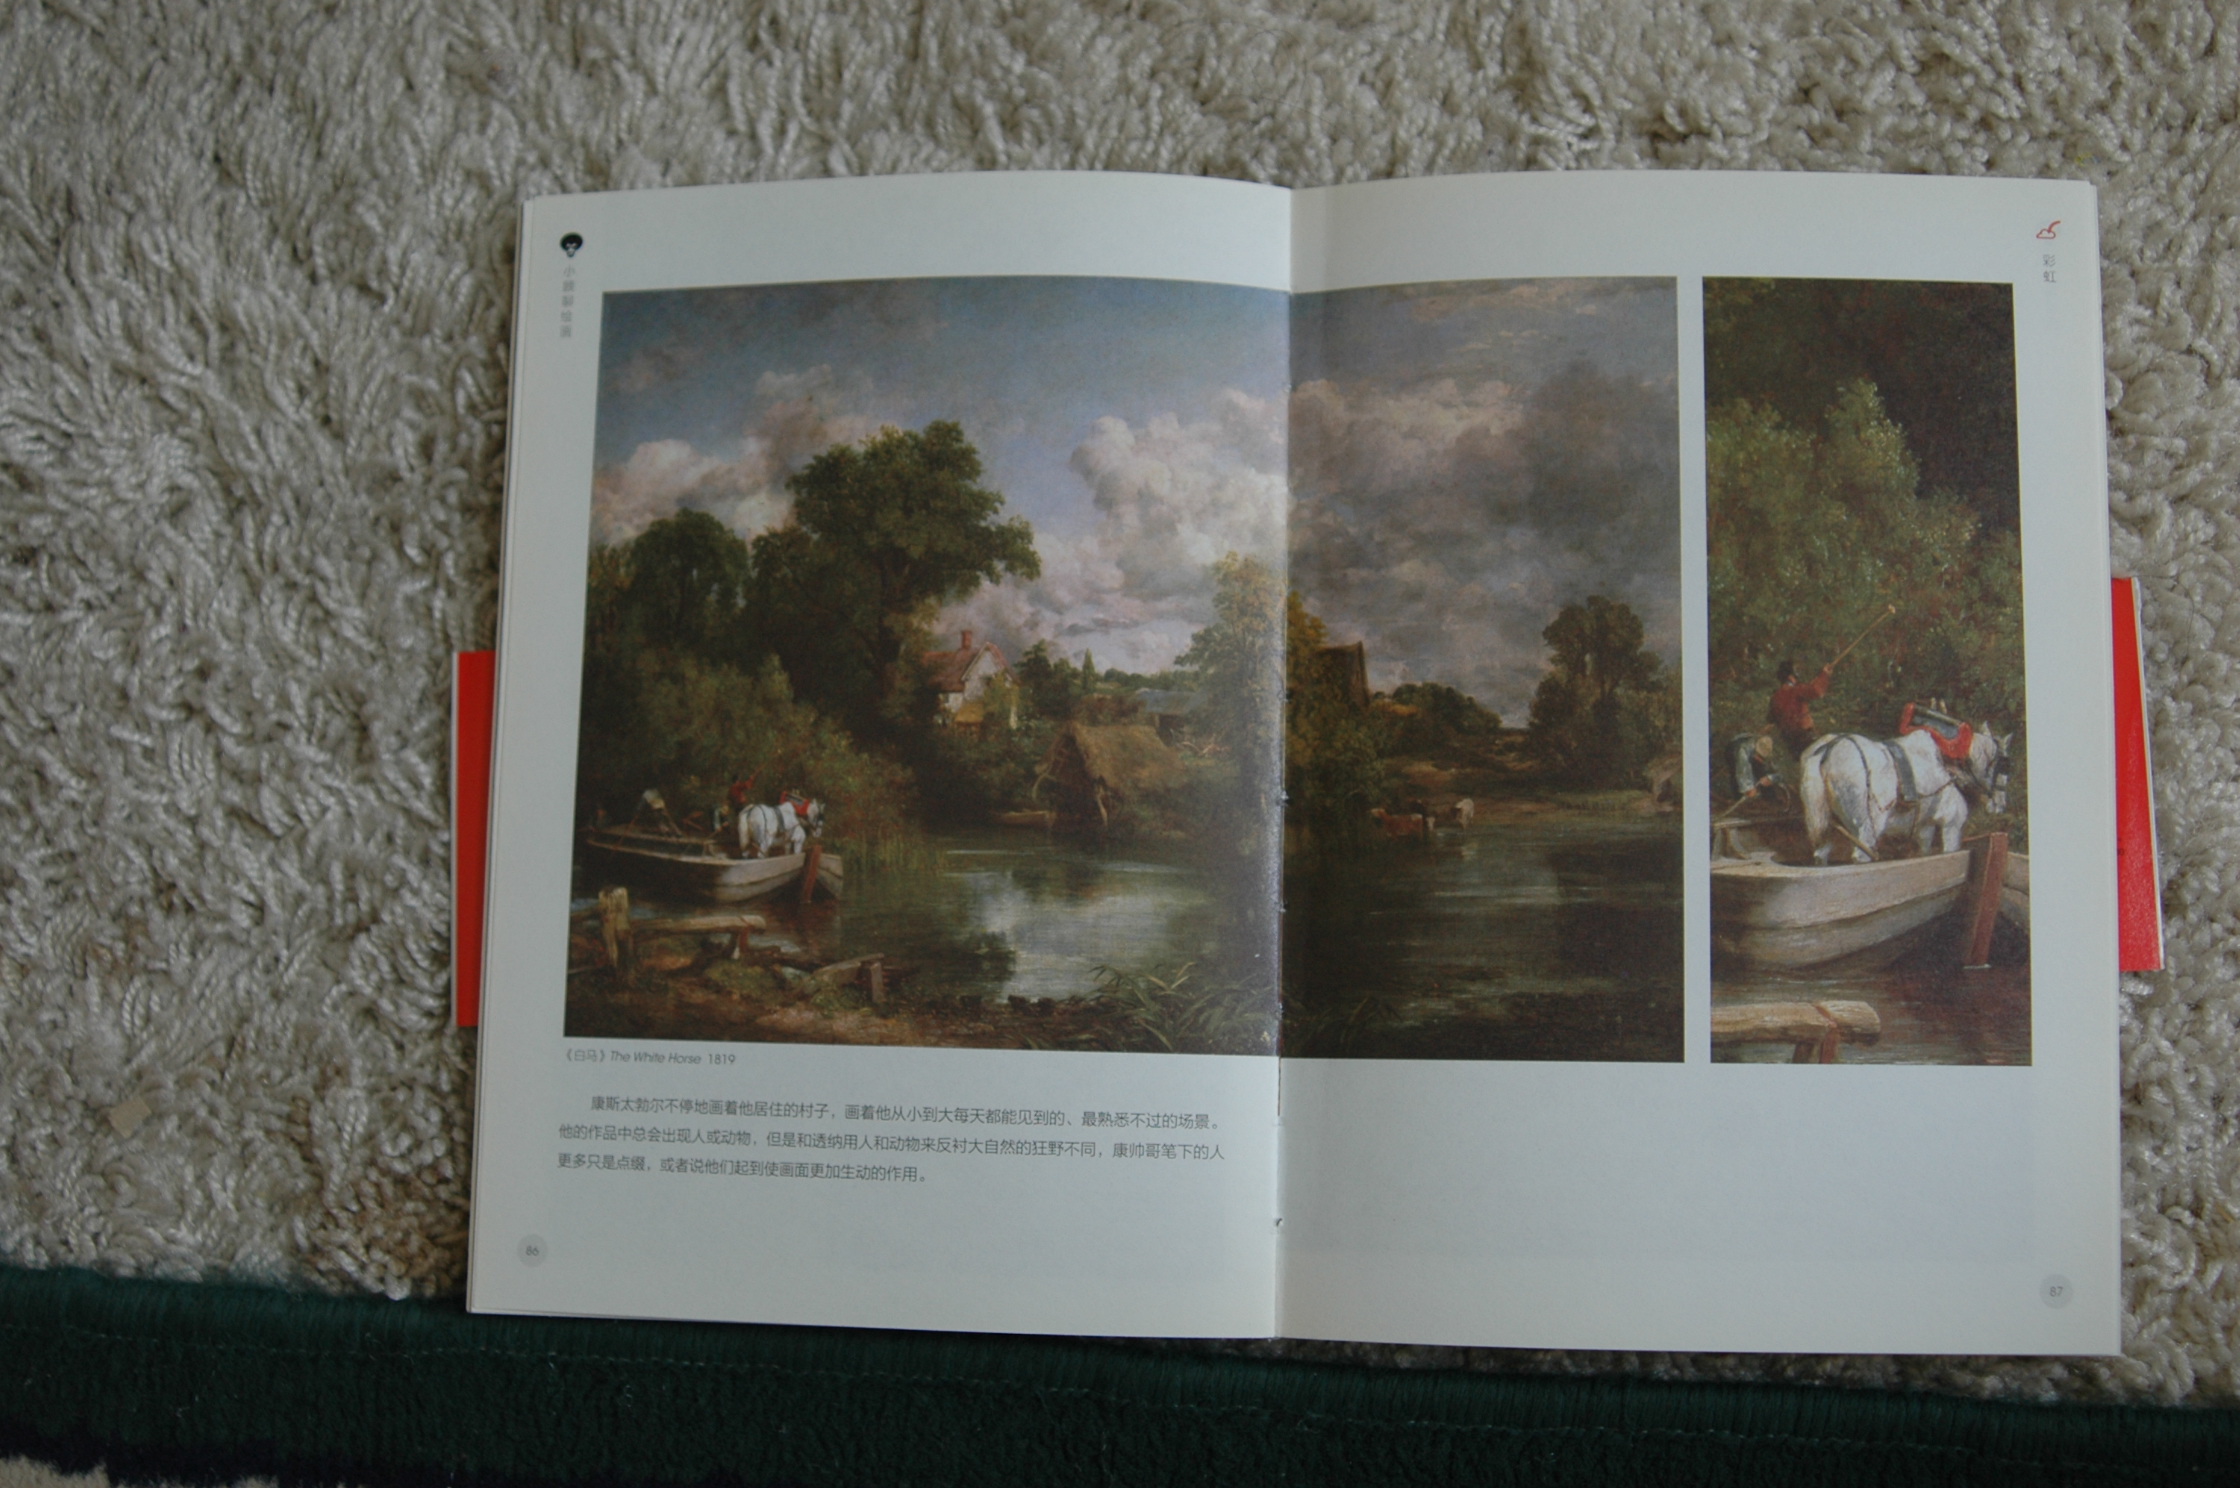 小顾聊绘画
彩虹
《白马》The White Horse 1819
康斯太勃尔不停地画着他居住的村子，画着他从小到大每天都能见到的、最熟悉不过的场景。
他的作品中总会出现人或动物，但是和透纳用人和动物来反衬大自然的狂野不同，康帅哥笔下的人
更多只是点缀，或者说他们起到使画面更加生动的作用。
86
87